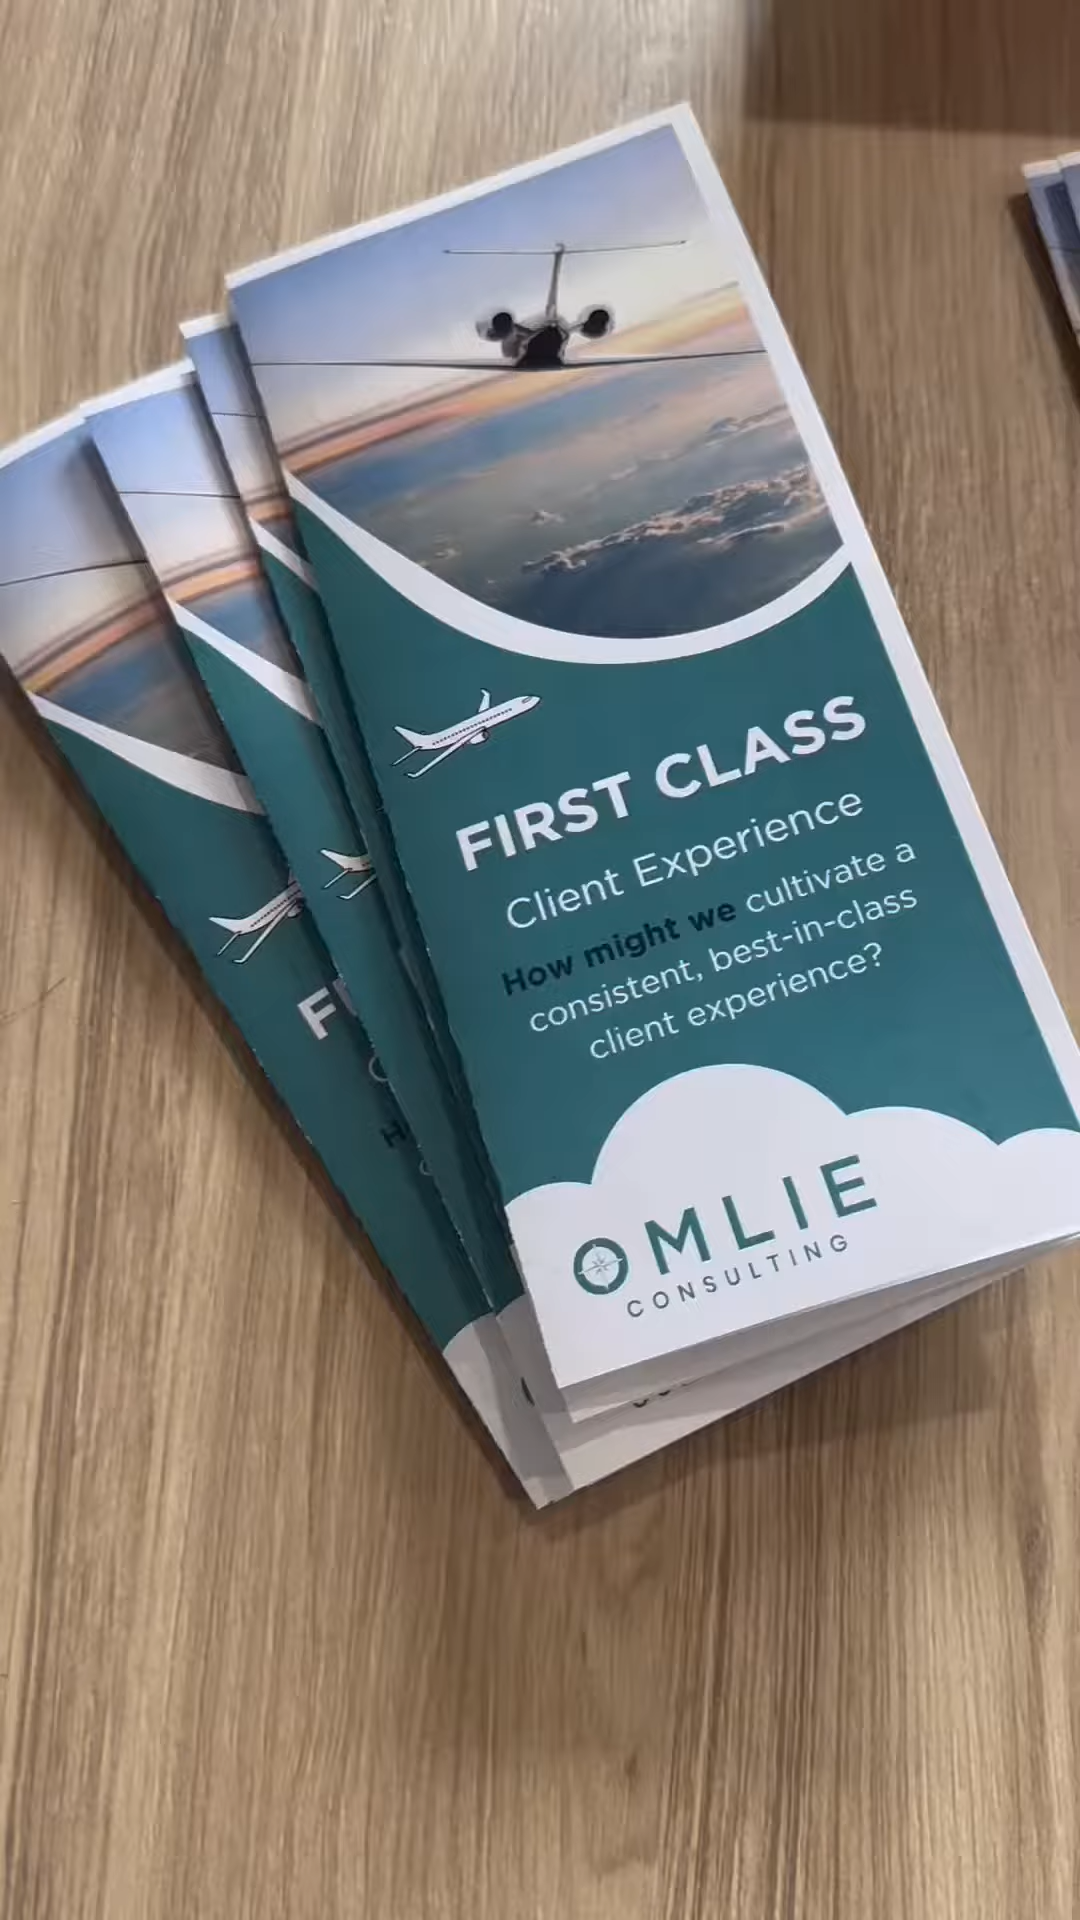 FIRST CLASS
Client Experience
How might we cultivate a
consistent, best-in-class
client experience?
OMLIE
CONSULTING
F
H